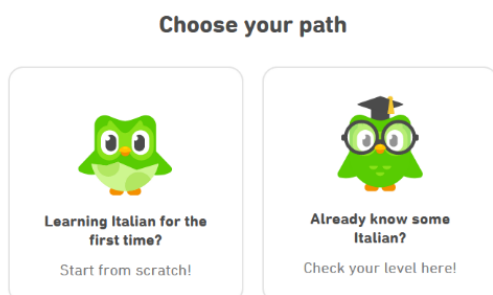 Choose your path
Learning Italian for the
first time?
Start from scratch!
Already know some
Italian?
Check your level here!